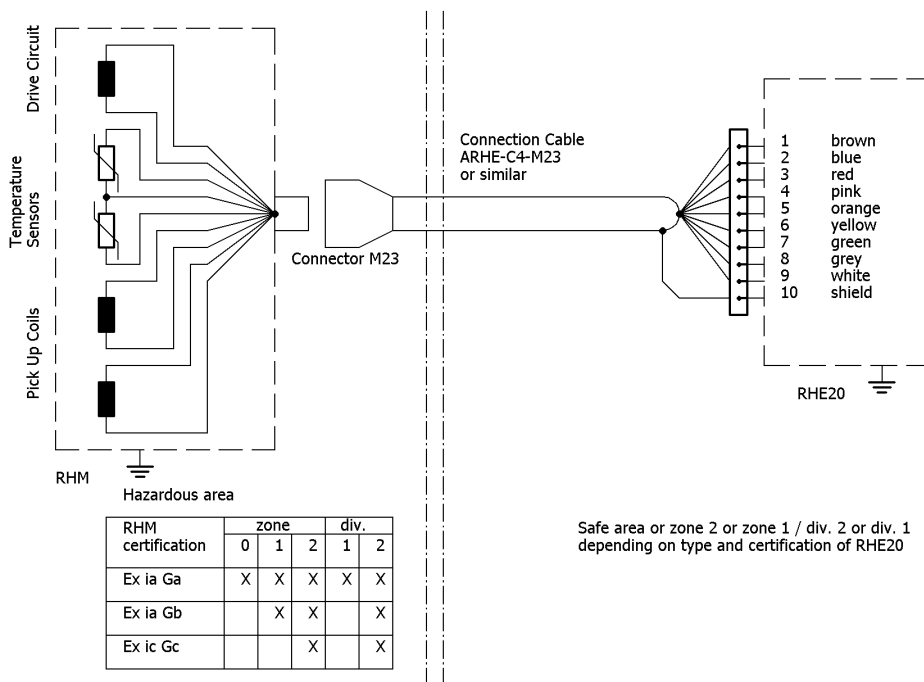 Drive Circuit
Temperature
Sensors
Pick Up Coils
RHM
Hazardous area
Connector M23
Connection Cable
ARHE-C4-M23
or similar
1 brown
2 blue
3 red
4 pink
5 orange
6 yellow
7 green
8 grey
9 white
10 shield
RHE20
RHM certification zone div.
0 1 2 1 2
Ex ia Ga X X X X X
Ex ia Gb X X X
Ex ic Gc X X
Safe area or zone 2 or zone 1 / div. 2 or div. 1
depending on type and certification of RHE20